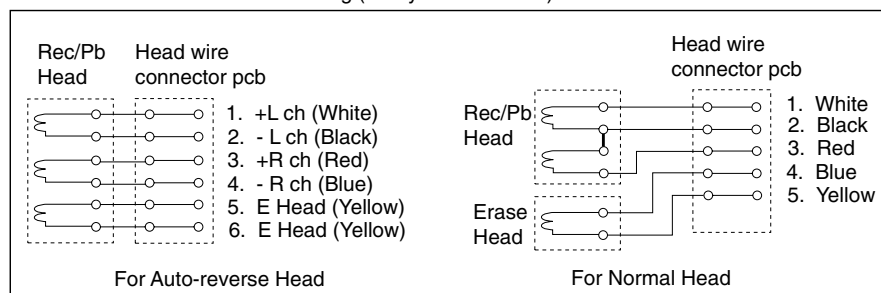 Rec/Pb Head
Head wire connector pcb
1. +L ch (White)
2. - L ch (Black)
3. +R ch (Red)
4. - R ch (Blue)
5. E Head (Yellow)
6. E Head (Yellow)
For Auto-reverse Head
Head wire connector pcb
Rec/Pb Head
Erase Head
1. White
2. Black
3. Red
4. Blue
5. Yellow
For Normal Head